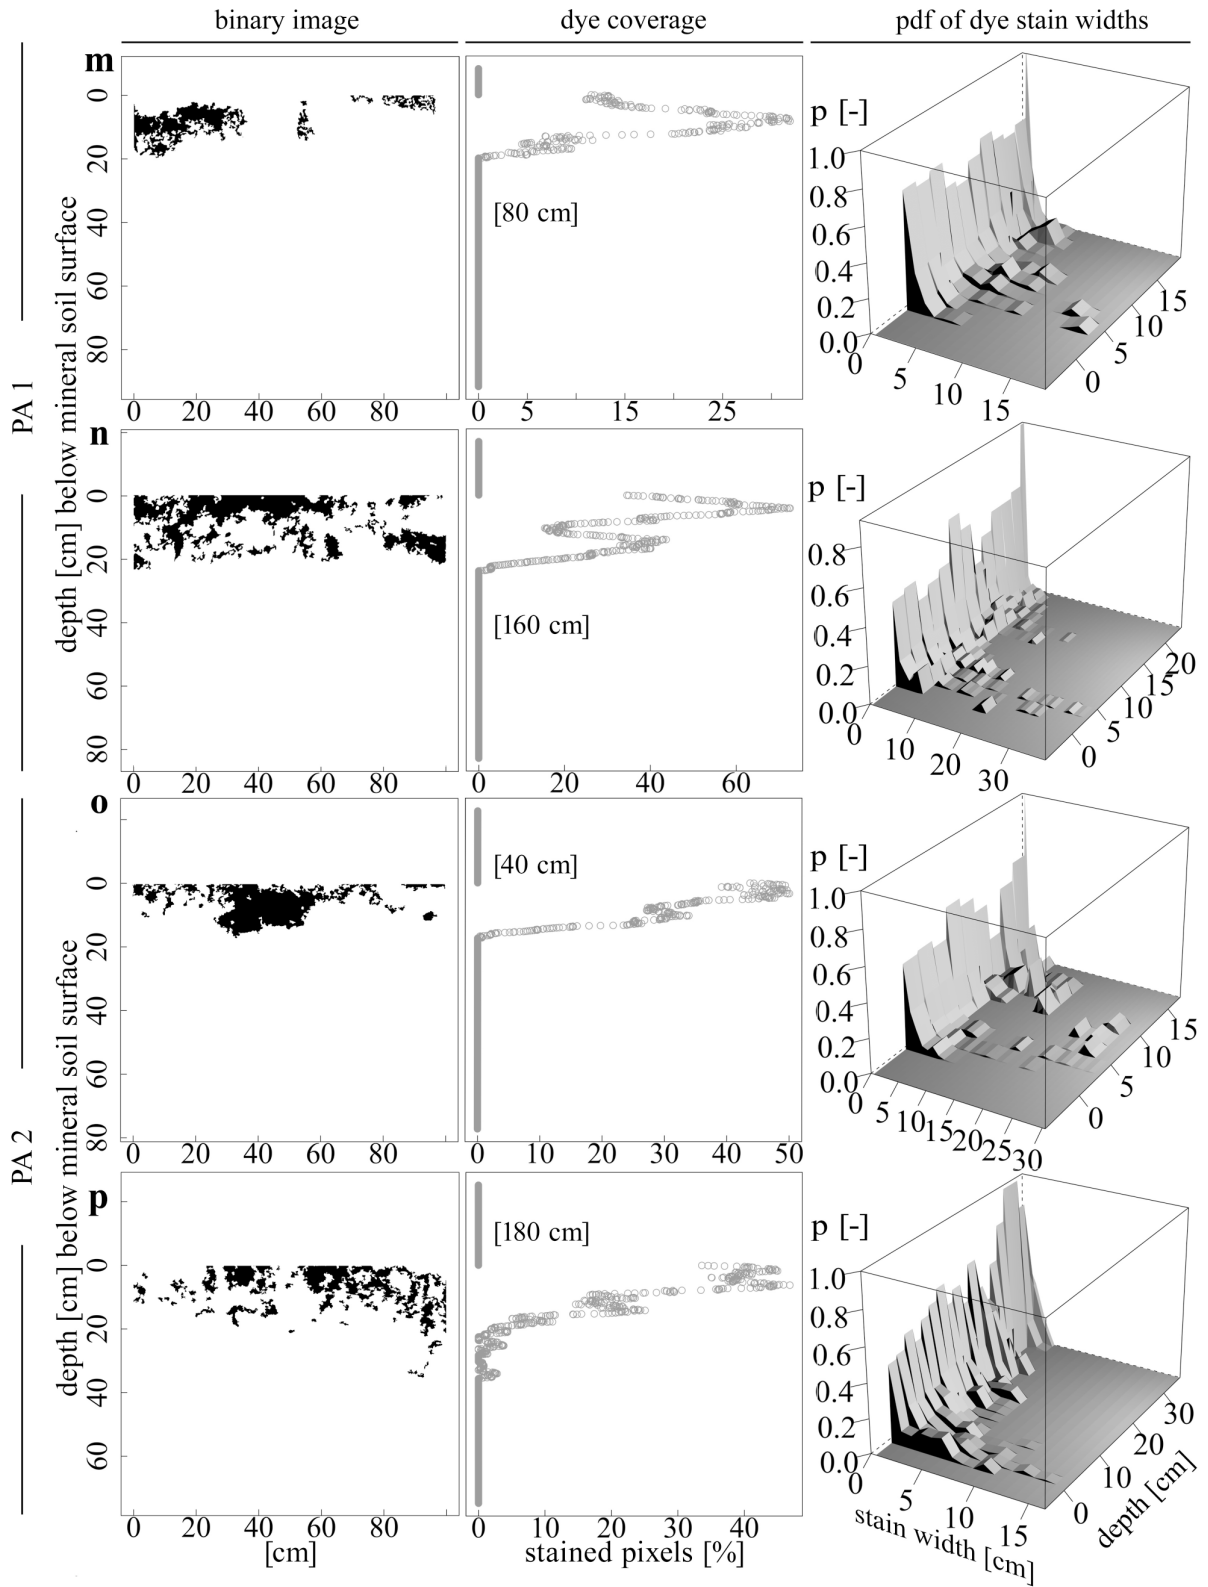 binary image dye coverage pdf of dye stain widths
PA 1
PA 2
depth [cm] below mineral soil surface
depth [cm] below mineral soil surface
m
0
20
40
60
80
0 20 40 60 80
[80 cm]
0 5 15 25
p [-]
1.0
0.8
0.6
0.4
0.2
0.0
0 5 10 15
0 5 10 15
n
0
20
40
60
80
0 20 40 60 80
[160 cm]
0 20 40 60
p [-]
0.8
0.6
0.4
0.2
0.0
0 10 20 30
0 5 10 15 20
o
0
20
40
60
80
0 20 40 60 80
[40 cm]
0 10 20 30 40 50
p [-]
1.0
0.8
0.6
0.4
0.2
0.0
0 5 10 15 20 25 30
0 5 10 15
p
0
20
40
60
0 20 40 60 80
[cm]
[180 cm]
0 10 20 30 40
stained pixels [%]
p [-]
1.0
0.8
0.6
0.4
0.2
0.0
0 5 10 15
stain width [cm]
0 10 20 30
depth [cm]